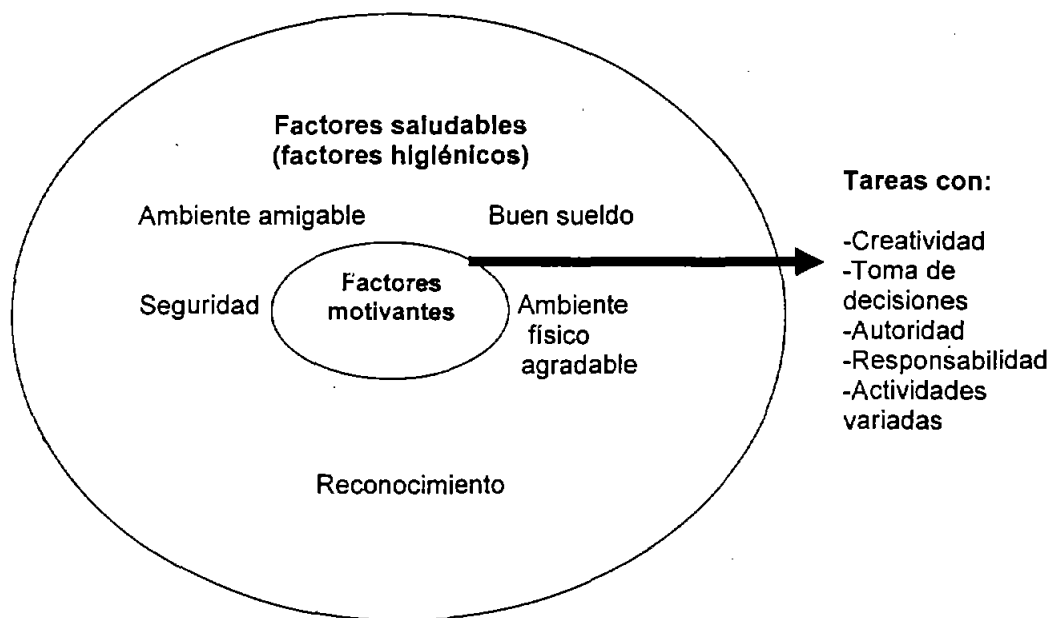 Factores saludables
(factores higiénicos)
Ambiente amigable
Buen sueldo
Seguridad
Factores
motivantes
Ambiente
físico
agradable
Reconocimiento
Tareas con:
-Creatividad
-Toma de
decisiones
-Autoridad
-Responsabilidad
-Actividades
variadas